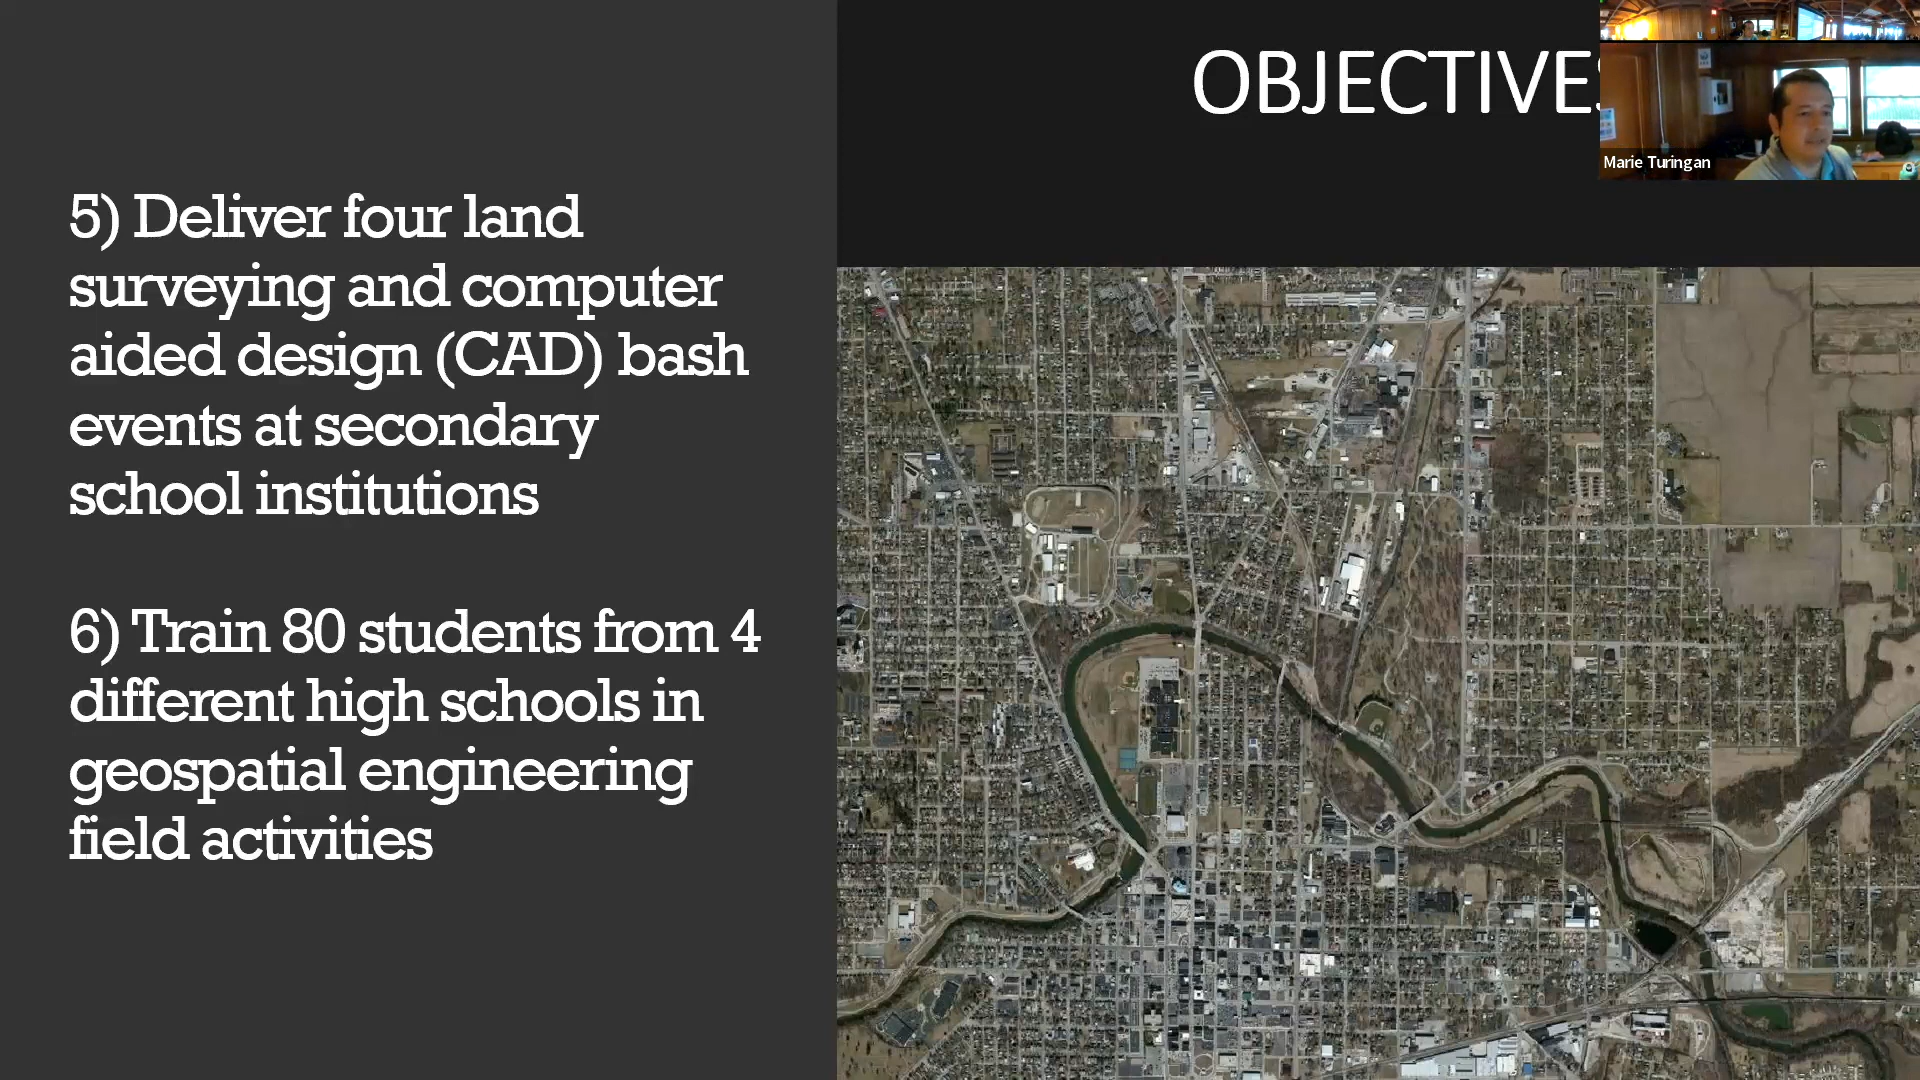 OBJECTIVES
Marie Turingan
5) Deliver four land
surveying and computer
aided design (CAD) bash
events at secondary
school institutions
6) Train 80 students from 4
different high schools in
geospatial engineering
field activities